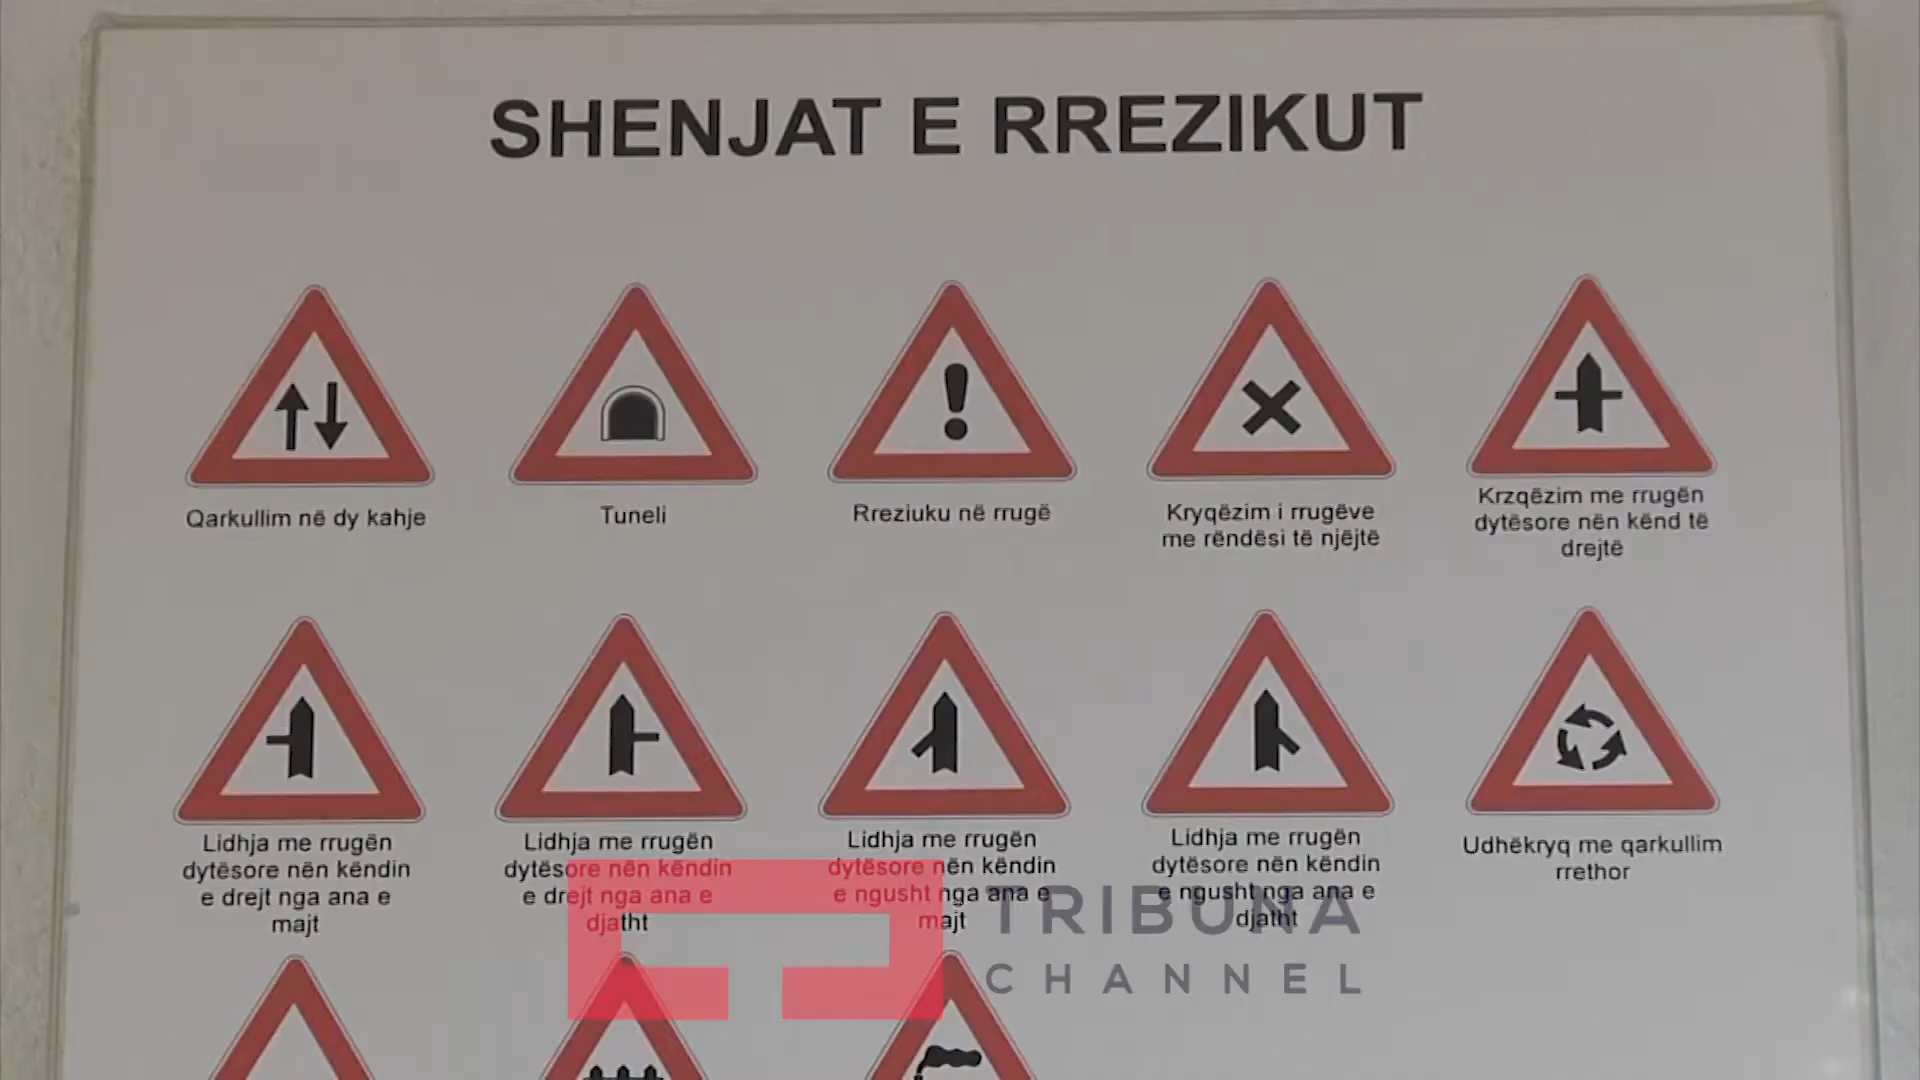 SHENJAT E RREZIKUT
Qarkullim në dy kahje
Tuneli
Rreziuku në rrugë
Kryqëzim i rrugëve
me rëndësi të njëjtë
Krzqëzim me rrugën
dytësore nën kënd të
drejtë
Lidhja me rrugën
dytësore nën këndin
e drejt nga ana e
majt
Lidhja me rrugën
dytësore nën këndin
e drejt nga ana e
djatht
Lidhja me rrugën
dytësore nën këndin
e ngusht nga ana e
majt
Lidhja me rrugën
dytësore nën këndin
e ngusht nga ana e
djatht
Udhëkryq me qarkullim
rrethor
TRIBUNA
CHANNEL